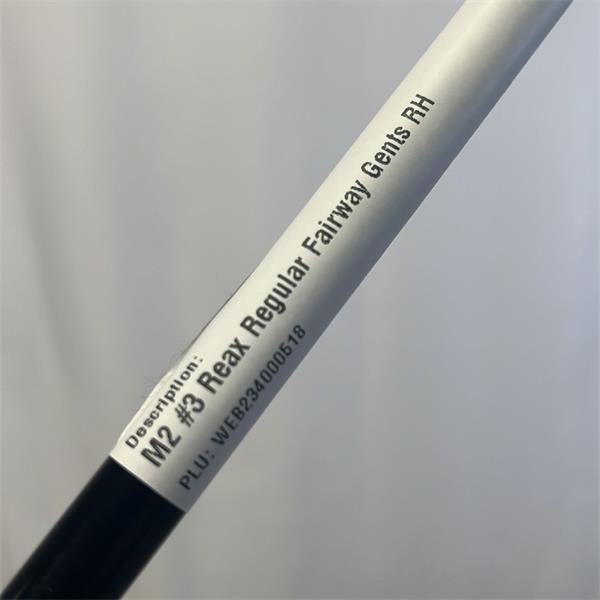 Description:
M2 #3 Reax Regular Fairway Gents RH
PLU: WEB234000518